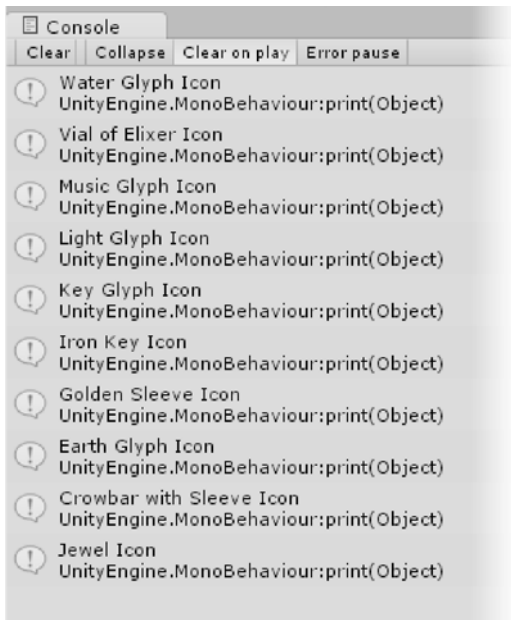 Console
Clear Collapse Clear on play Error pause
Water Glyph Icon
UnityEngine.MonoBehaviour:print(Object)
Vial of Elixer Icon
UnityEngine.MonoBehaviour:print(Object)
Music Glyph Icon
UnityEngine.MonoBehaviour:print(Object)
Light Glyph Icon
UnityEngine.MonoBehaviour:print(Object)
Key Glyph Icon
UnityEngine.MonoBehaviour:print(Object)
Iron Key Icon
UnityEngine.MonoBehaviour:print(Object)
Golden Sleeve Icon
UnityEngine.MonoBehaviour:print(Object)
Earth Glyph Icon
UnityEngine.MonoBehaviour:print(Object)
Crowbar with Sleeve Icon
UnityEngine.MonoBehaviour:print(Object)
Jewel Icon
UnityEngine.MonoBehaviour:print(Object)